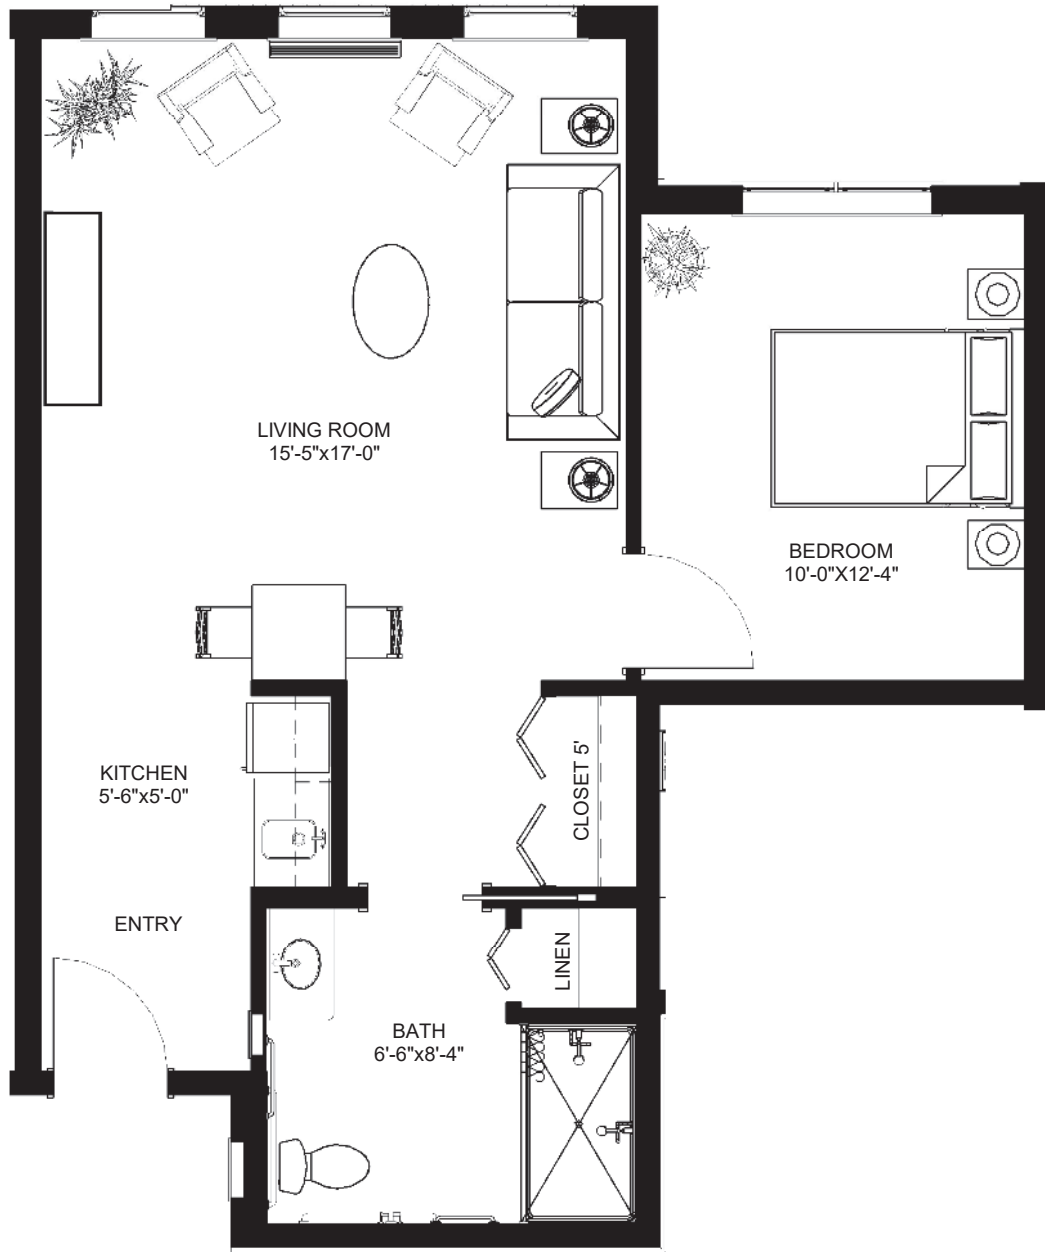 LIVING ROOM
15'-5"x17'-0"
BEDROOM
10'-0"X12'-4"
KITCHEN
5'-6"x5'-0"
CLOSET 5'
ENTRY
LINEN
BATH
6'-6"x8'-4"